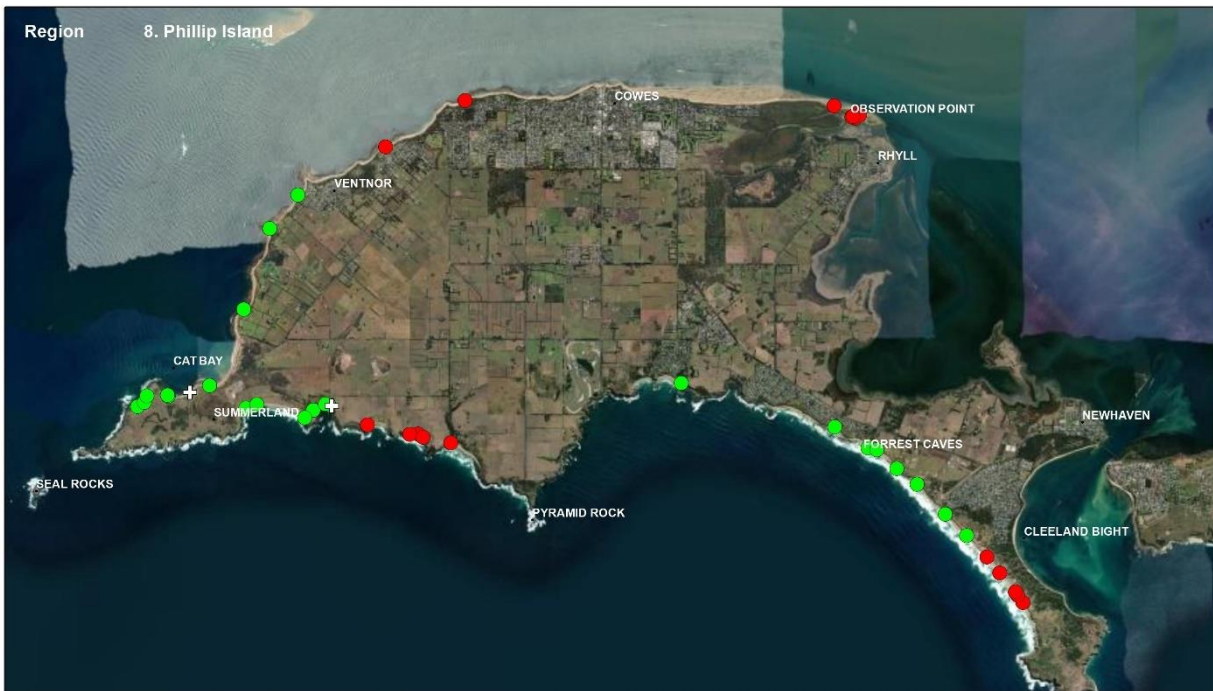 Region 8. Phillip Island
COWES
OBSERVATION POINT
RHYLL
VENTNOR
CAT BAY
SUMMERLAND
NEWHAVEN
FORREST CAVES
SEAL ROCKS
PYRAMID ROCK
CLEELAND BIGHT